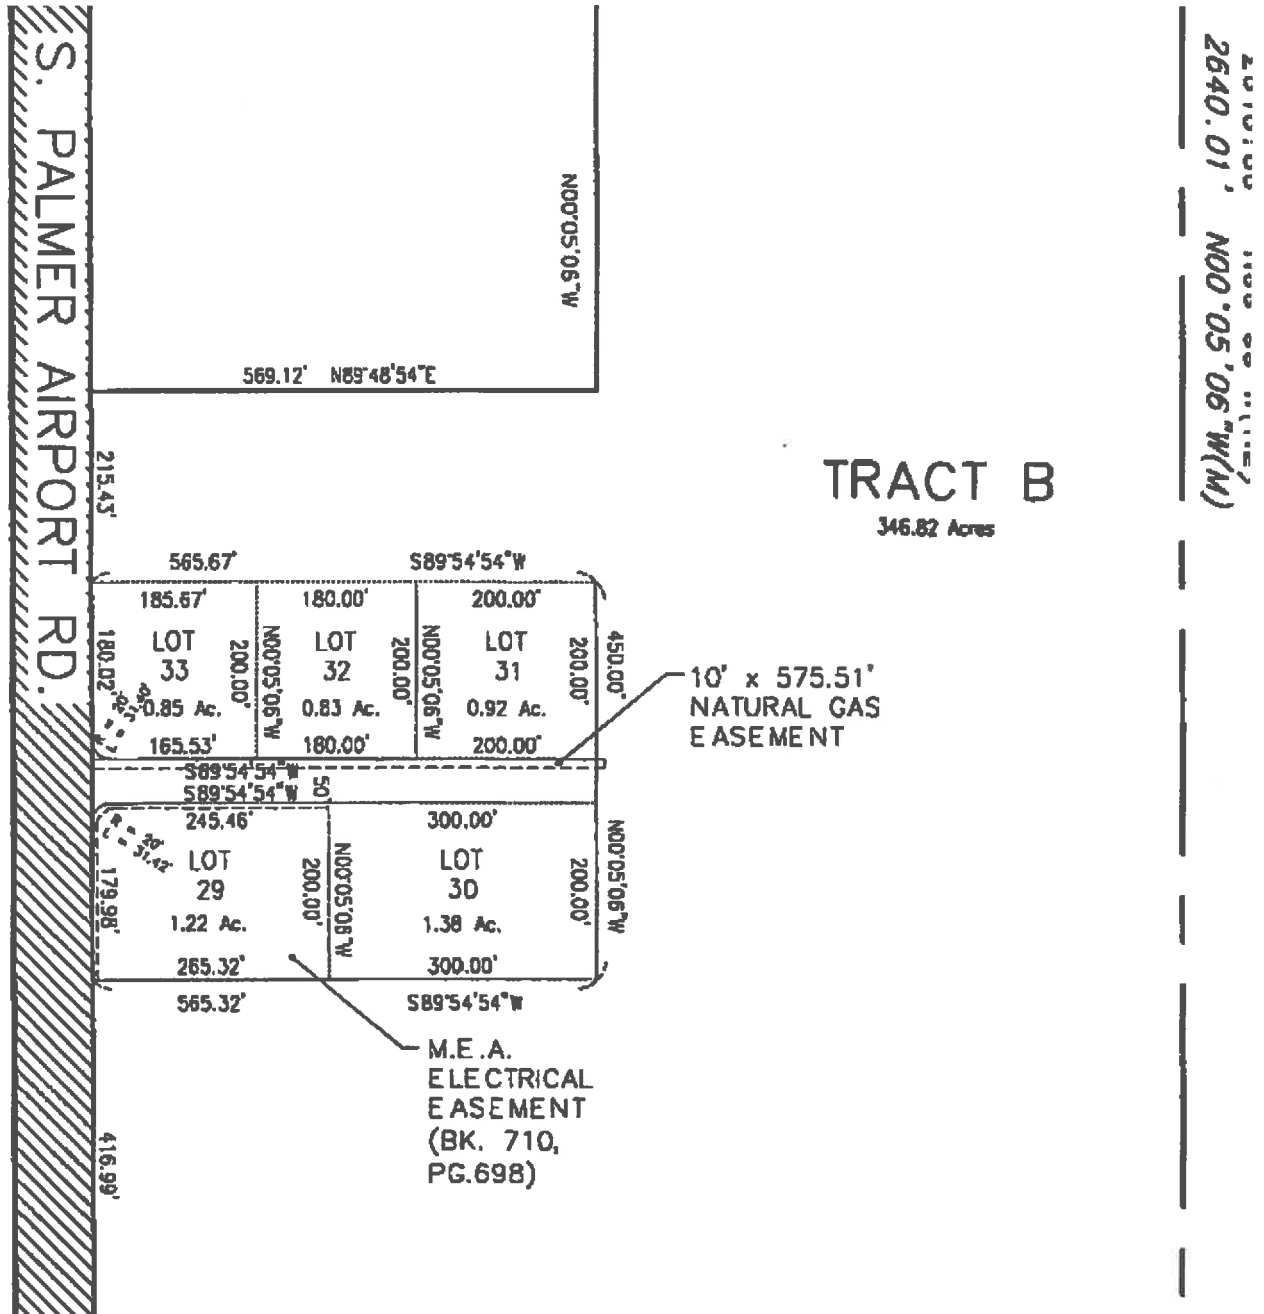 S. PALMER AIRPORT RD.
2640.01' N00°05'06"W(M)
N00°05'06"W
569.12' N89°48'54"E
215.43'
TRACT B
346.82 Acres
565.67' S89°54'54"W
185.67' 180.00' 200.00'
LOT
33
0.85 Ac.
165.53'
180.02'
200.00'
N00°05'06"W
LOT
32
0.83 Ac.
180.00'
200.00'
N00°05'06"W
LOT
31
0.92 Ac.
200.00'
200.00'
450.00'
10' x 575.51'
NATURAL GAS
EASEMENT
S89°54'54"W
S89°54'54"W
50
245.46' 300.00'
R = 20'
L = 31.42'
LOT
29
1.22 Ac.
265.32'
179.98'
200.00'
N00°05'06"W
LOT
30
1.38 Ac.
300.00'
200.00'
N00°05'06"W
565.32' S89°54'54"W
M.E.A.
ELECTRICAL
EASEMENT
(BK. 710,
PG.698)
416.99'